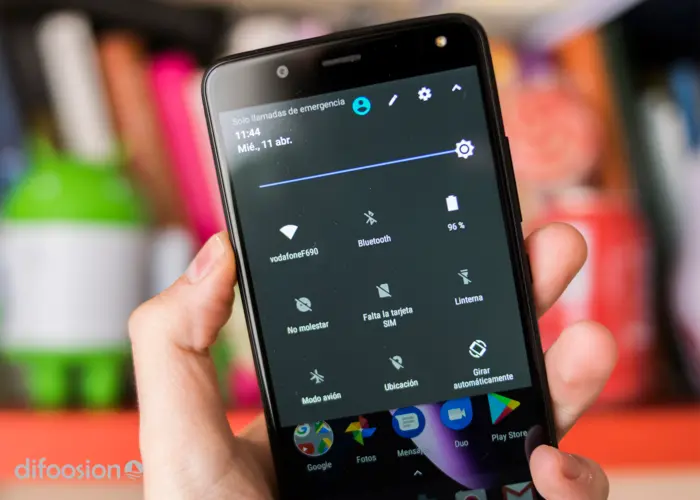 Solo llamadas de emergencia
11:44
Mié., 11 abr.
vodafoneF690
Bluetooth
96 %
No molestar
Falta la tarjeta
SIM
Linterna
Modo avión
Ubicación
Girar
automáticamente
Google
Fotos
Duo
Play Store
difoosion